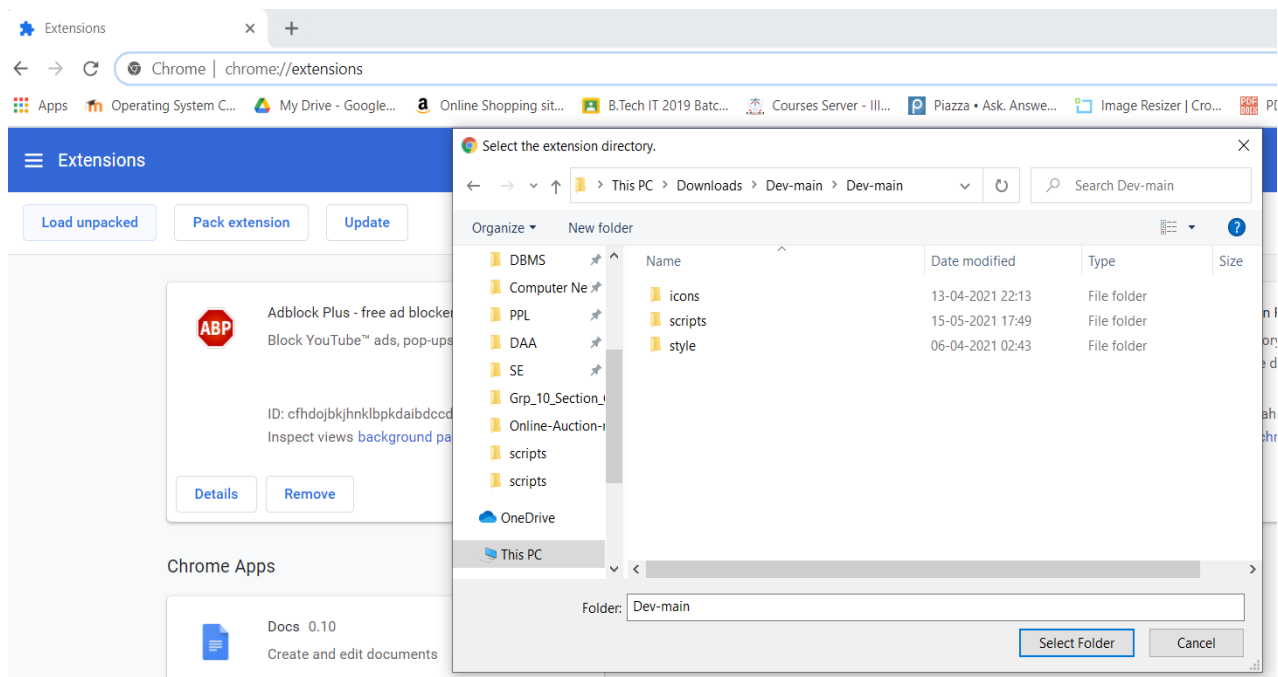 Extensions
Chrome | chrome://extensions
Apps Operating System C... My Drive - Google... Online Shopping sit... B.Tech IT 2019 Batc... Courses Server - III... Piazza • Ask. Answe... Image Resizer | Cro...
Extensions
Load unpacked Pack extension Update
ABP
Adblock Plus - free ad blocker
Block YouTube™ ads, pop-ups
ID: cfhdojbkjhnklbpkdaibdccd
Inspect views background pa
Details Remove
Chrome Apps
Docs 0.10
Create and edit documents
Select the extension directory.
This PC > Downloads > Dev-main > Dev-main
Search Dev-main
Organize New folder
DBMS
Computer Ne
PPL
DAA
SE
Grp_10_Section_
Online-Auction-
scripts
scripts
OneDrive
This PC
Name Date modified Type Size
icons 13-04-2021 22:13 File folder
scripts 15-05-2021 17:49 File folder
style 06-04-2021 02:43 File folder
Folder: Dev-main
Select Folder Cancel